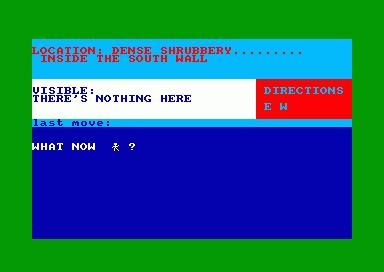 LOCATION: DENSE SHRUBBERY.........
INSIDE THE SOUTH WALL
VISIBLE:
THERE'S NOTHING HERE
DIRECTIONS
E W
last move:
WHAT NOW ?